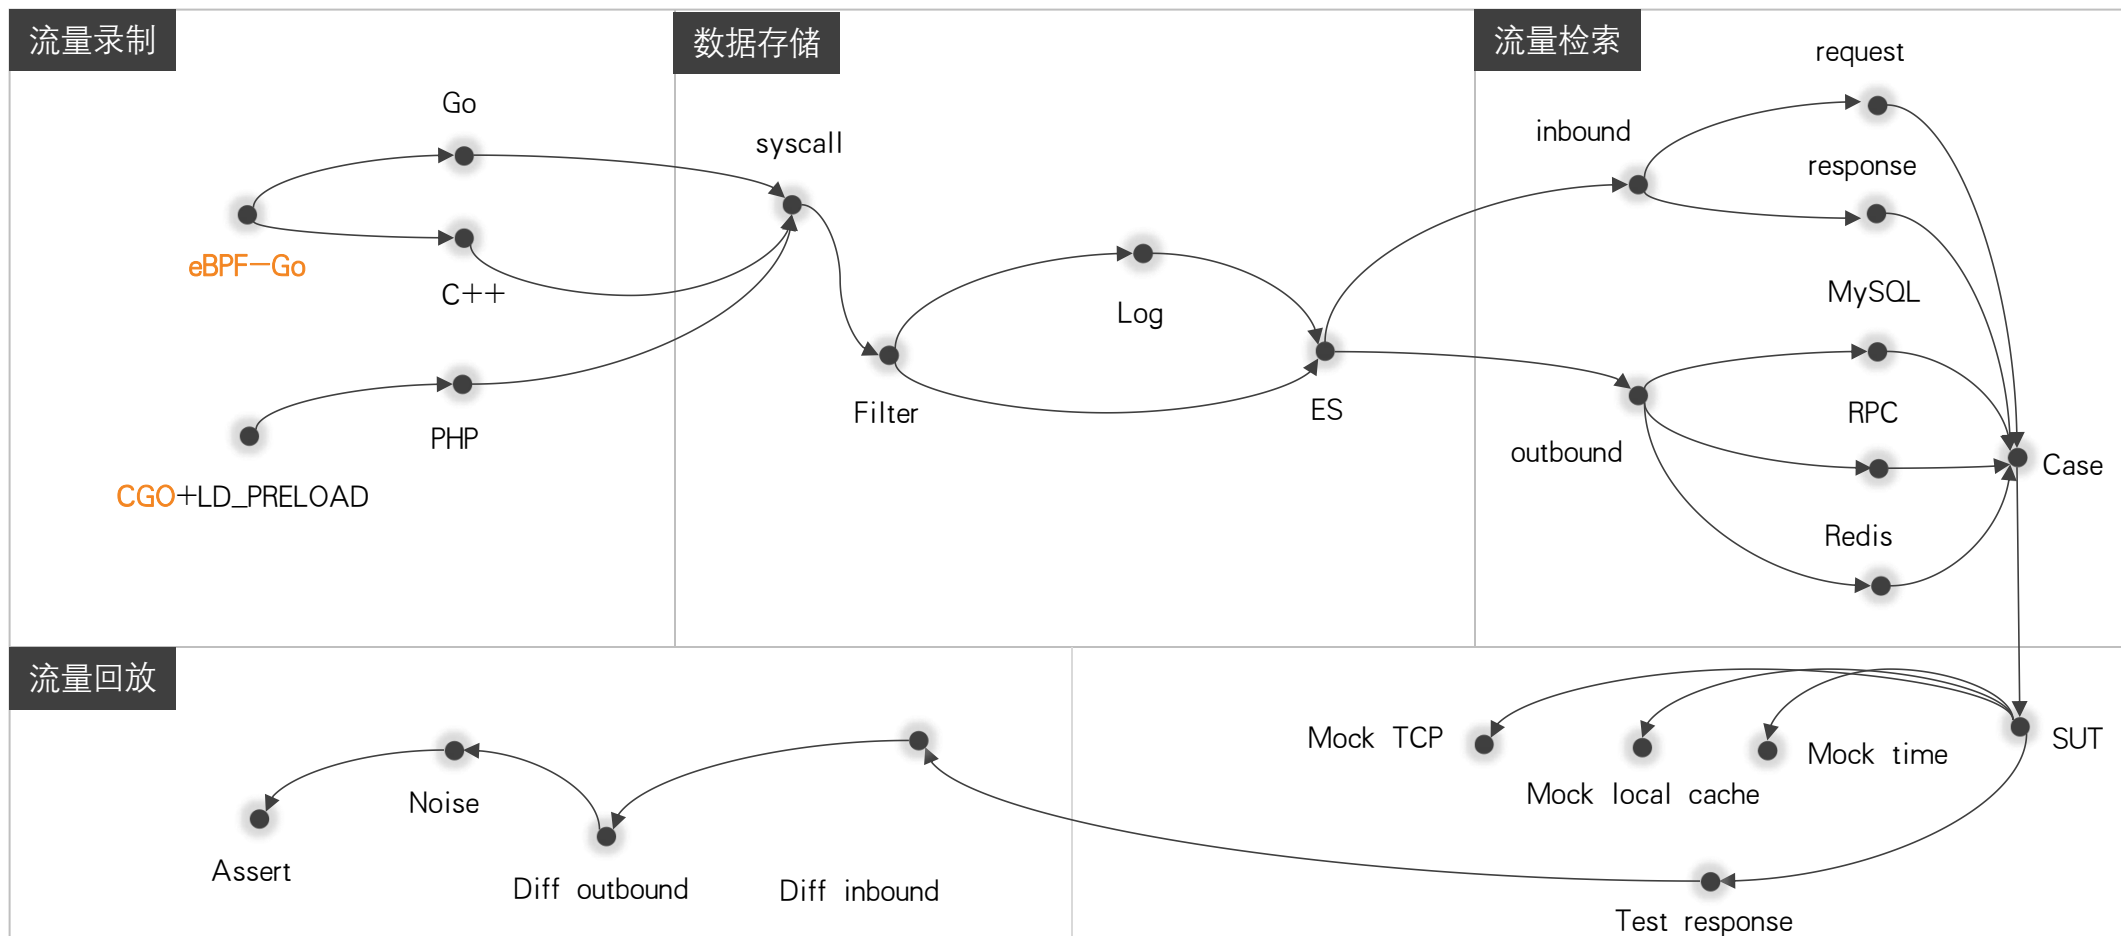 流量录制
Go
eBPF-Go
C++
PHP
CGO+LD_PRELOAD
数据存储
syscall
Log
Filter
ES
流量检索
request
inbound
response
MySQL
RPC
outbound
Case
Redis
流量回放
Mock TCP
SUT
Mock time
Mock local cache
Noise
Assert
Diff outbound
Diff inbound
Test response